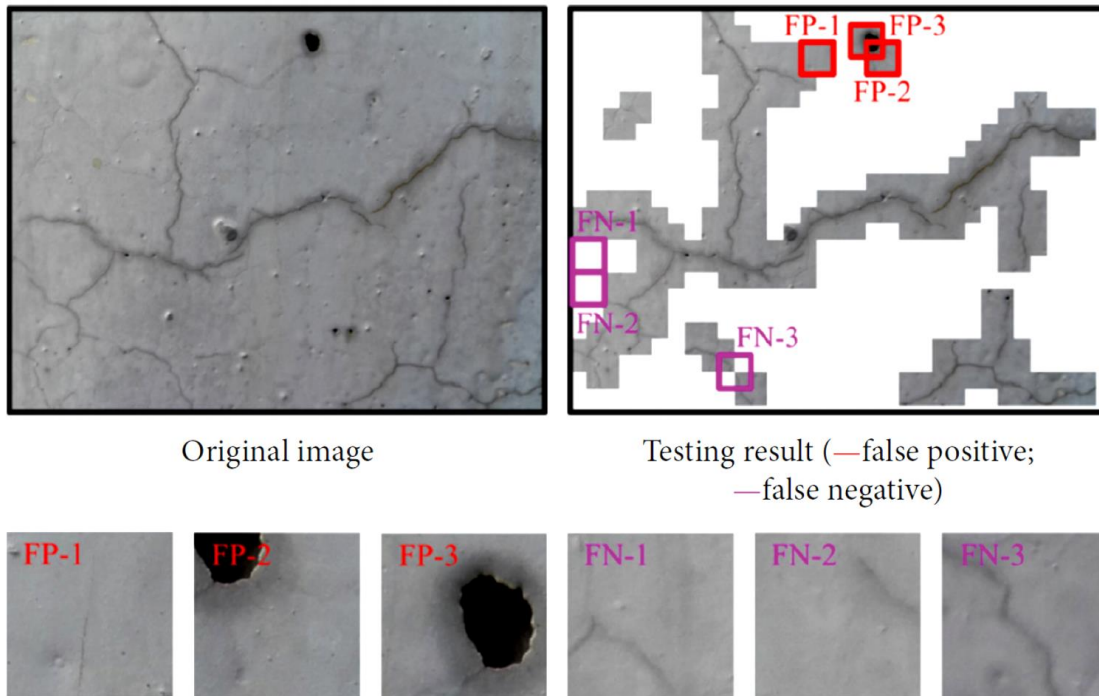 FP-1
FP-3
FP-2
FN-1
FN-2
FN-3
Original image
Testing result (—false positive;
—false negative)
FP-1
FP-2
FP-3
FN-1
FN-2
FN-3